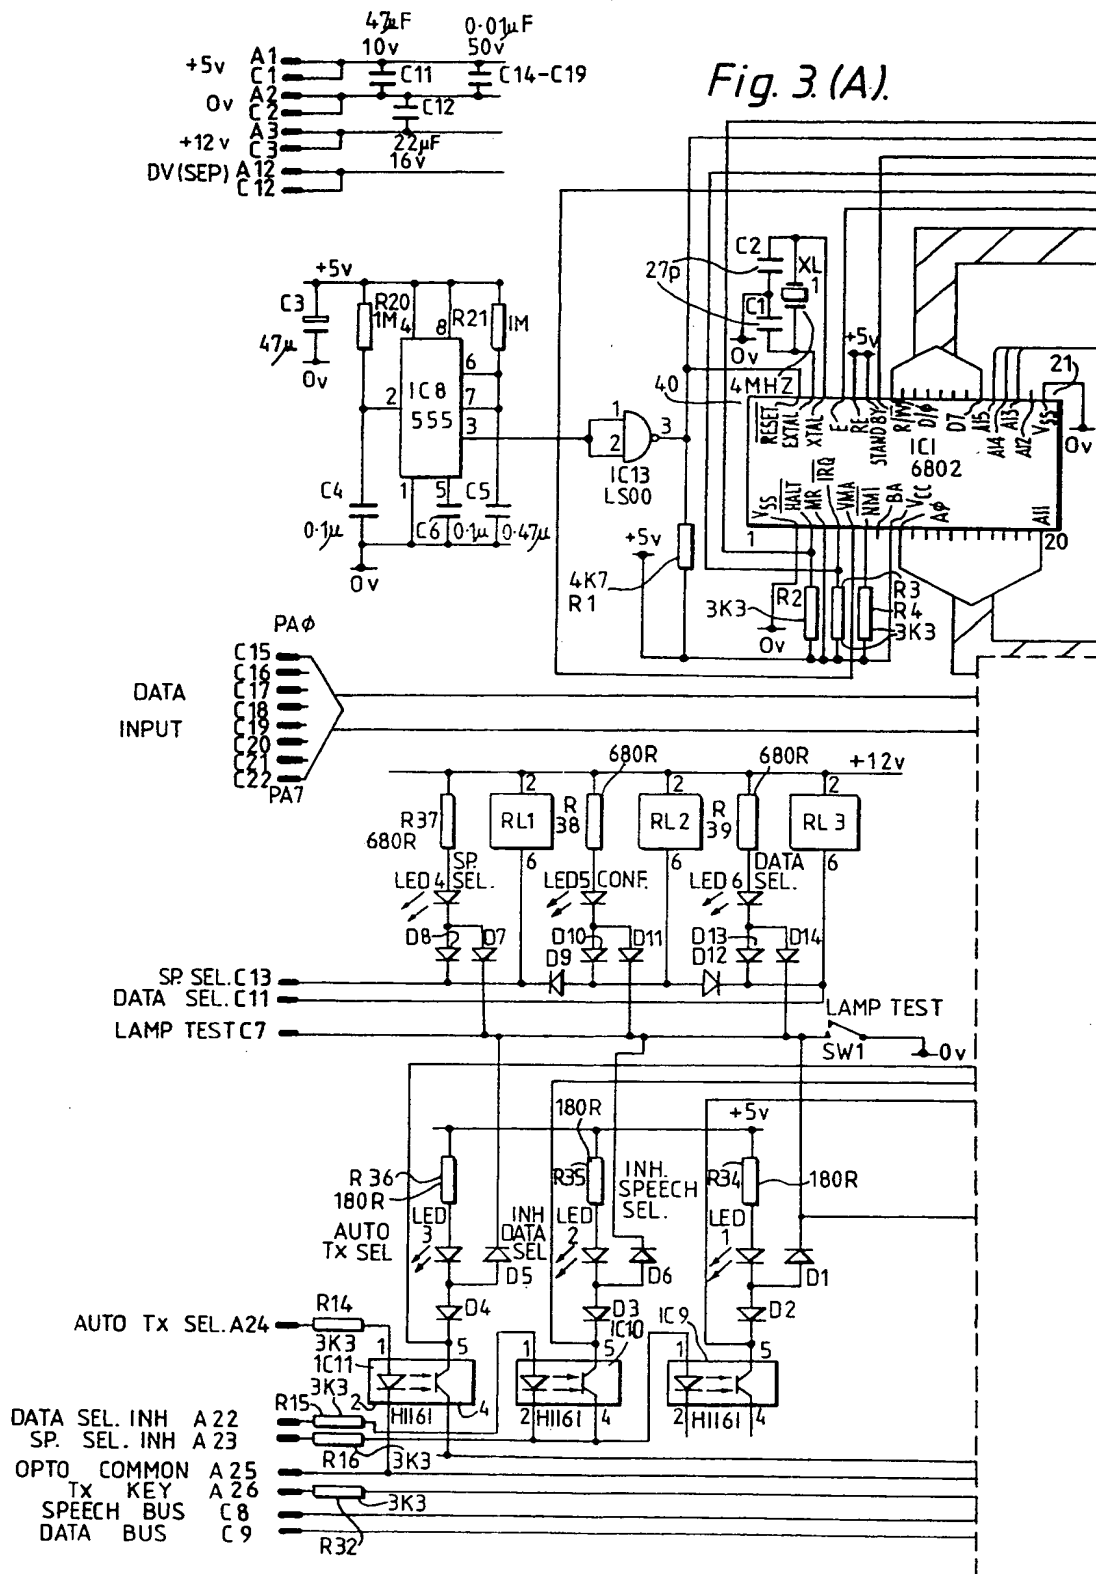 47µF
10v
0.01µF
50v
+5v
A1
C1
C11
C14-C19
0v
A2
C2
C12
+12v
A3
C3
22µF
16v
DV(SEP)
A12
C12
Fig. 3.(A).
+5v
C3
47µ
0v
R20
1M
4
8
R21
1M
IC8
555
2
6
7
3
1
5
C4
0.1µ
C6
0.1µ
C5
0.47µ
0v
1
2
3
IC13
LS00
4K7
R1
+5v
C2
27p
C1
XL
1
0v
4MHZ
+5v
40
21
RESET
EXTAL
XTAL
E
RE
STANDBY
R/W
D/ϕ
D7
A15
A14
A13
A12
VSS
0v
IC1
6802
VSS
HALT
MR
IRQ
VMA
NMI
BA
VCC
Aϕ
A11
1
20
R2
3K3
0v
R3
R4
3K3
PAϕ
C15
C16
C17
C18
C19
C20
C21
C22
PA7
DATA
INPUT
+12v
R37
680R
2
RL1
6
680R
R
38
2
RL2
6
680R
R
39
2
RL3
6
LED4
SP.
SEL.
LED5 CONF.
LED6
DATA
SEL.
D8
D7
D9
D10
D11
D12
D13
D14
SP. SEL. C13
DATA SEL. C11
LAMP TEST C7
LAMP TEST
SW1
0v
+5v
R36
180R
180R
R35
R34
180R
LED
3
AUTO
Tx SEL
INH
DATA
SEL
LED
2
INH.
SPEECH
SEL.
LED
1
D5
D6
D1
D4
D3
D2
AUTO Tx SEL. A24
R14
3K3
1C11
1
5
2
4
H1161
IC10
1
5
2
4
H1161
IC9
1
5
2
4
H1161
R15
3K3
DATA SEL. INH A22
SP. SEL. INH A23
R16
3K3
OPTO COMMON A25
Tx KEY A26
3K3
SPEECH BUS C8
DATA BUS C9
R32